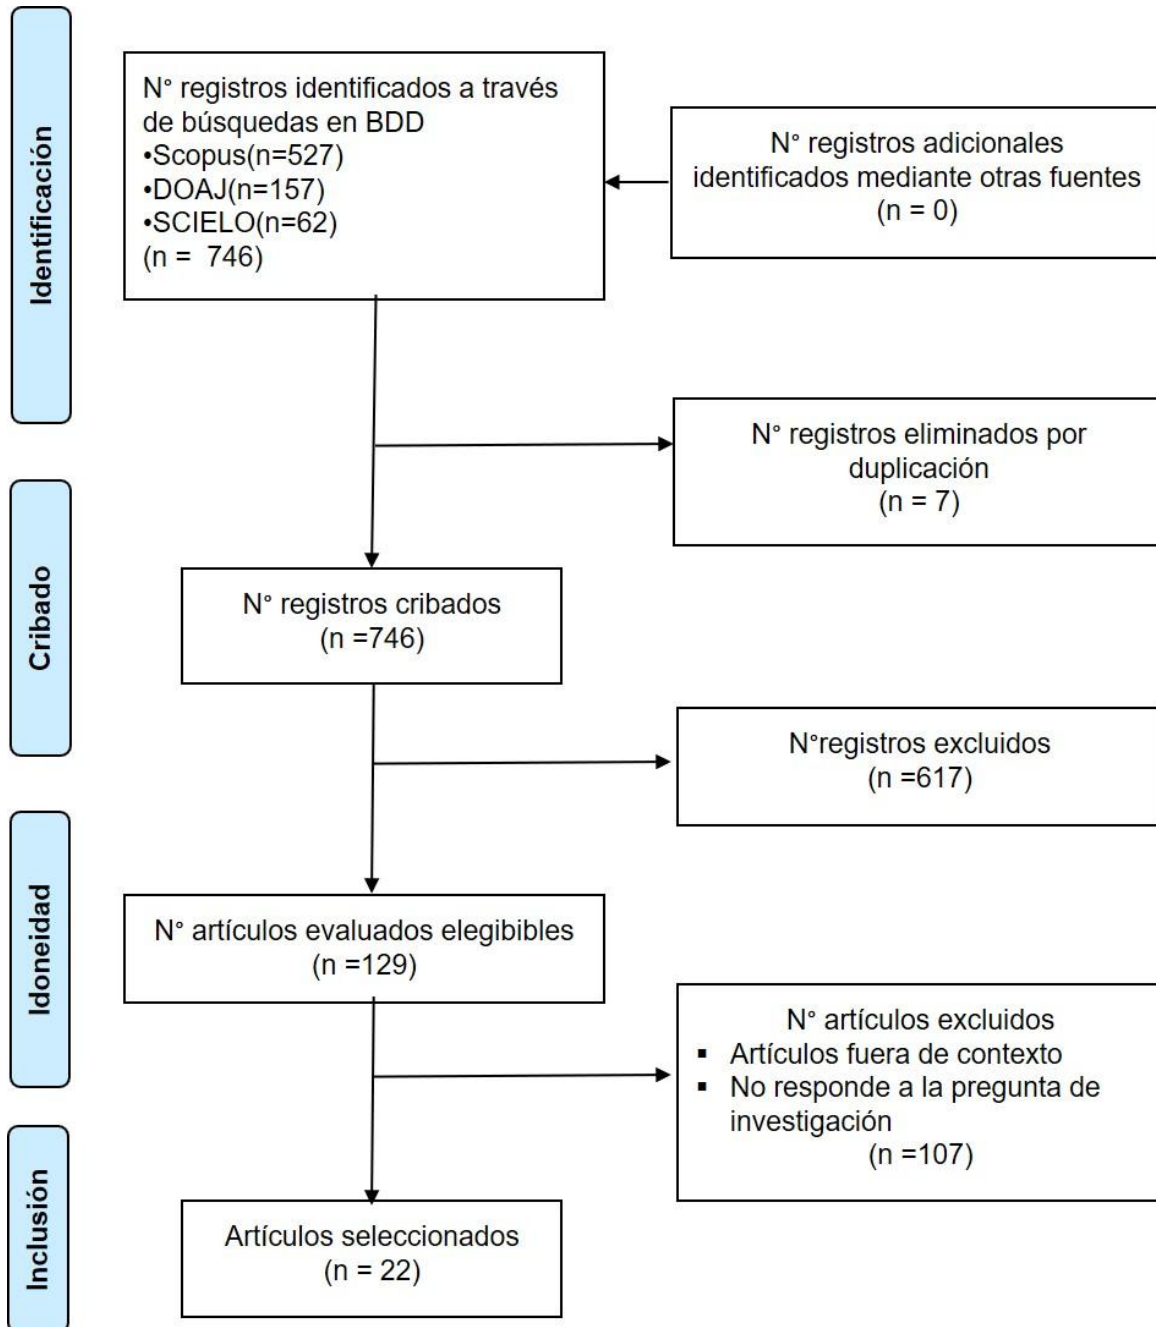 Identificación
N° registros identificados a través
de búsquedas en BDD
•Scopus(n=527)
•DOAJ(n=157)
•SCIELO(n=62)
(n = 746)
N° registros adicionales
identificados mediante otras fuentes
(n = 0)
N° registros eliminados por
duplicación
(n = 7)
Cribado
N° registros cribados
(n =746)
N°registros excluidos
(n =617)
Idoneidad
N° artículos evaluados elegibibles
(n =129)
N° artículos excluidos
▪ Artículos fuera de contexto
▪ No responde a la pregunta de
investigación
(n =107)
Inclusión
Artículos seleccionados
(n = 22)